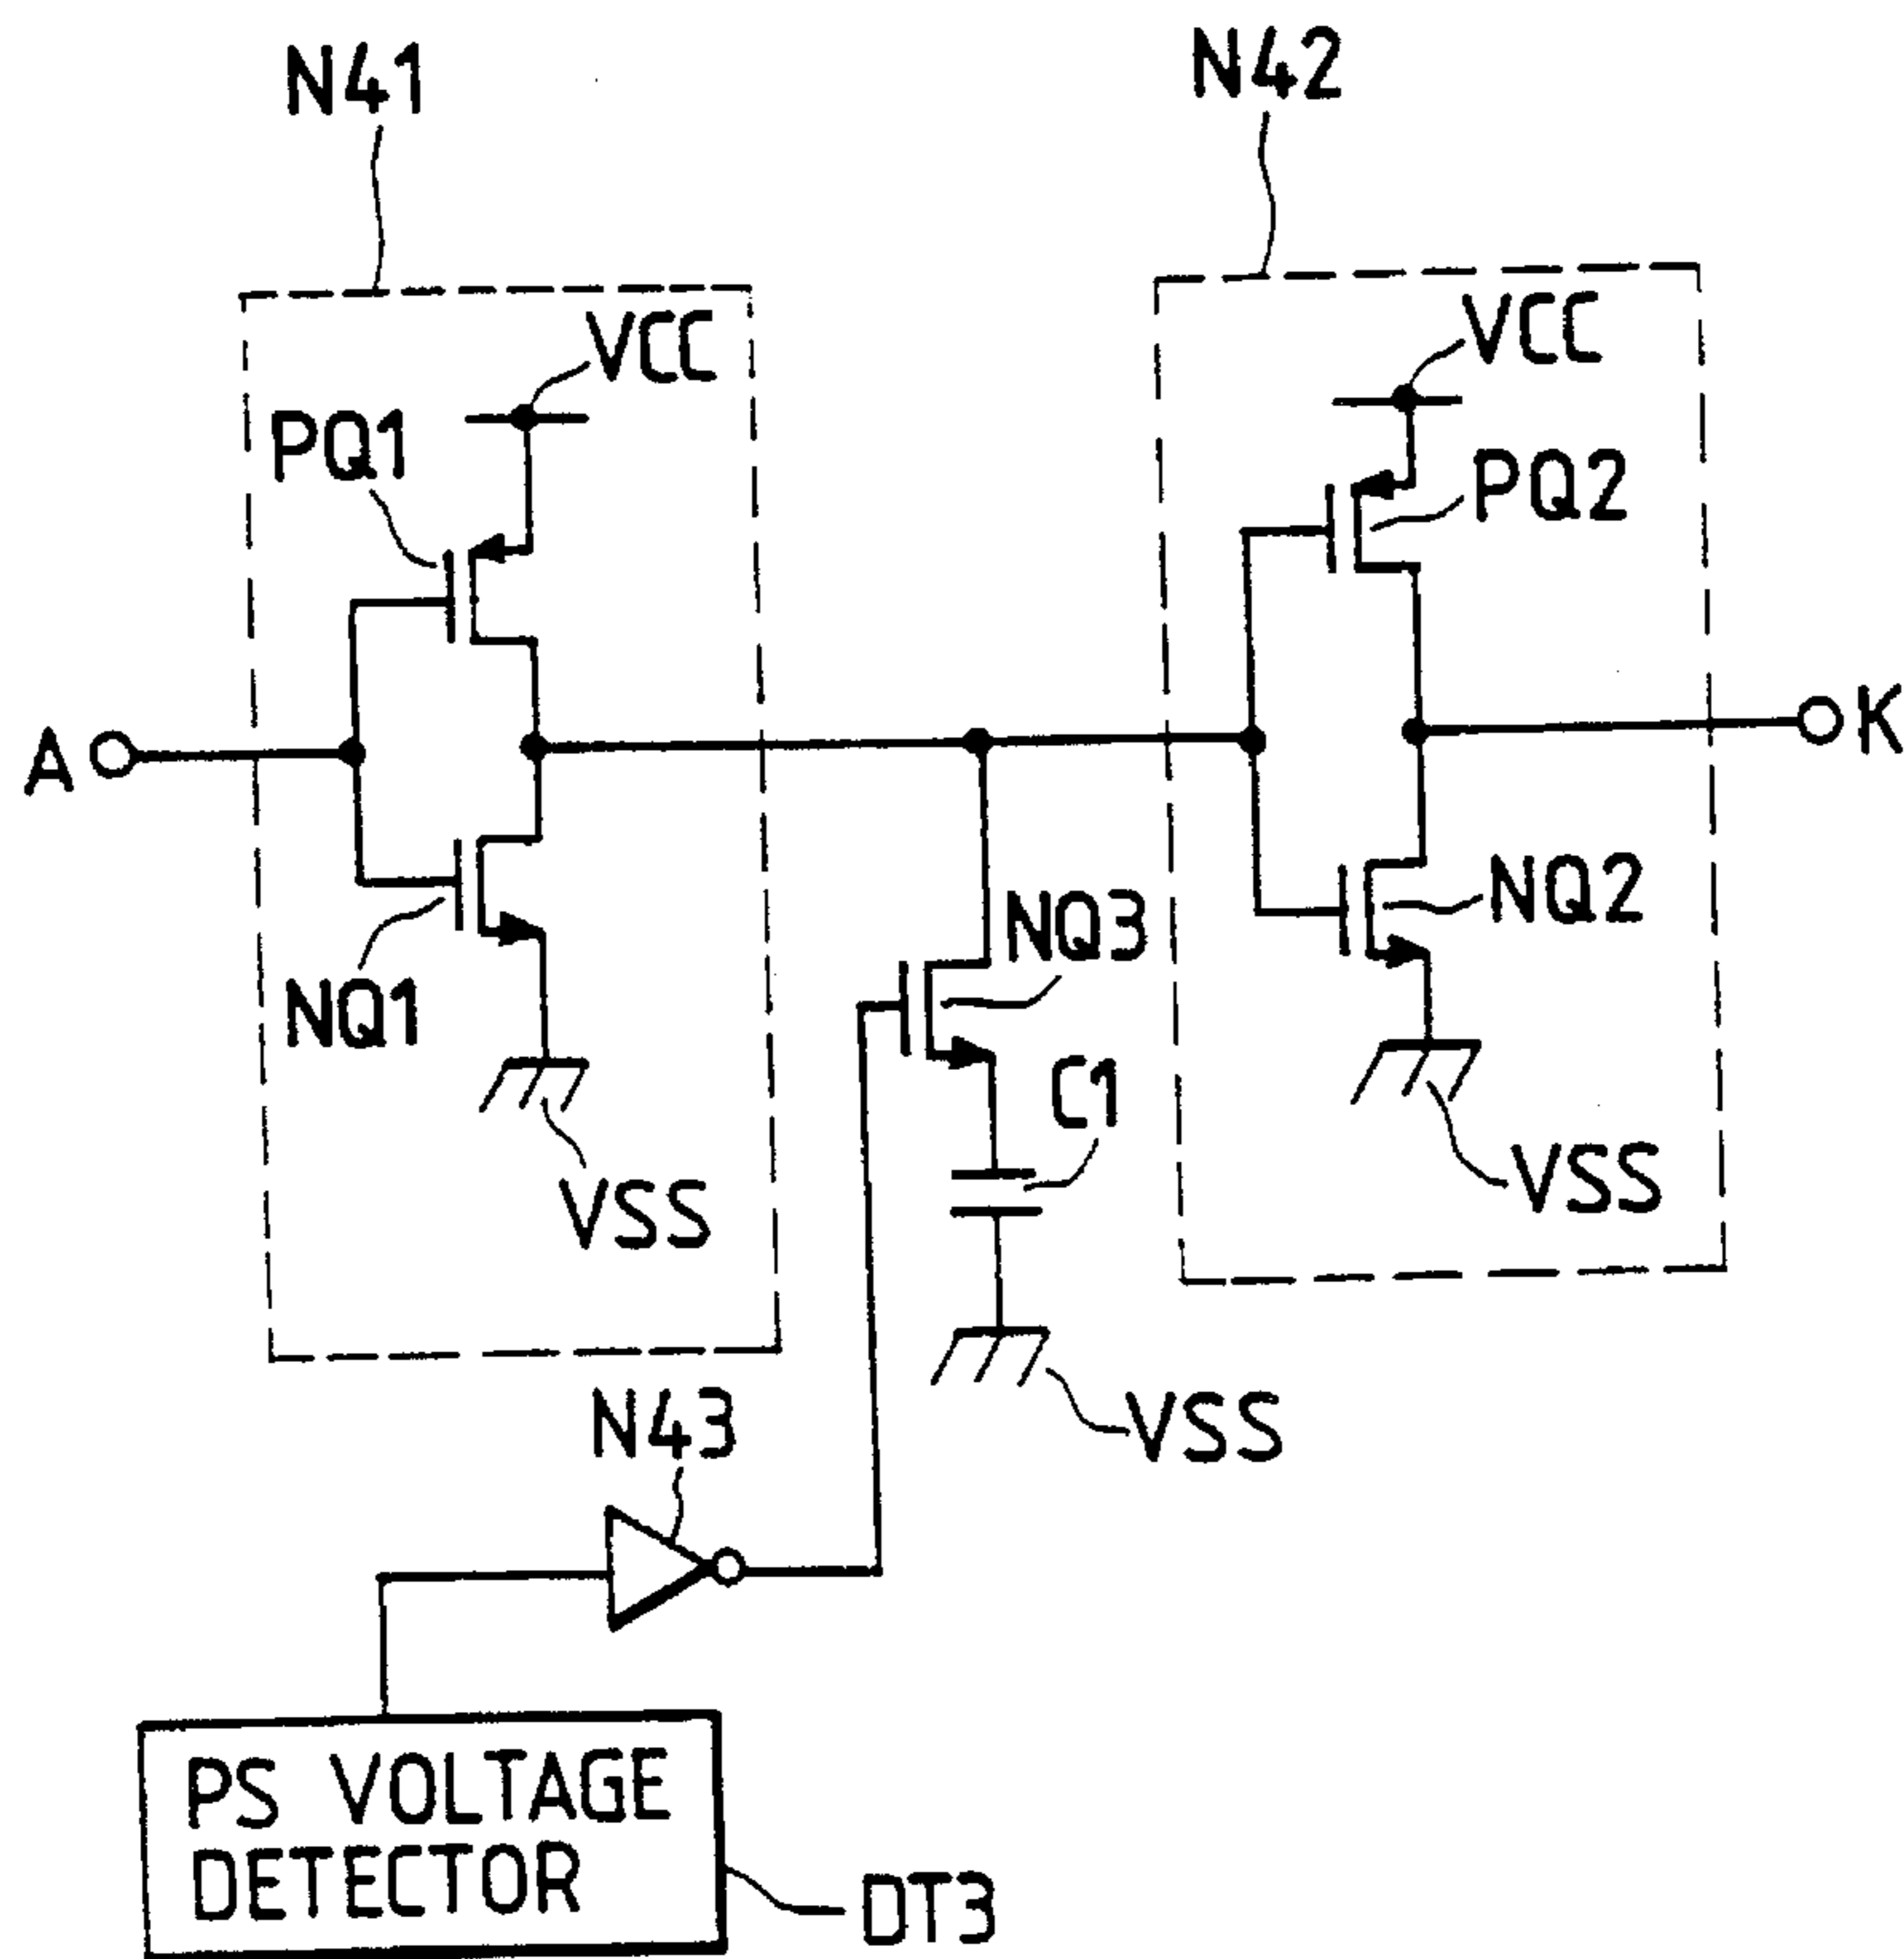 N41
N42
VCC
VCC
PQ1
PQ2
A
K
NQ1
NQ3
NQ2
C1
VSS
VSS
VSS
N43
PS VOLTAGE
DETECTOR
DT3